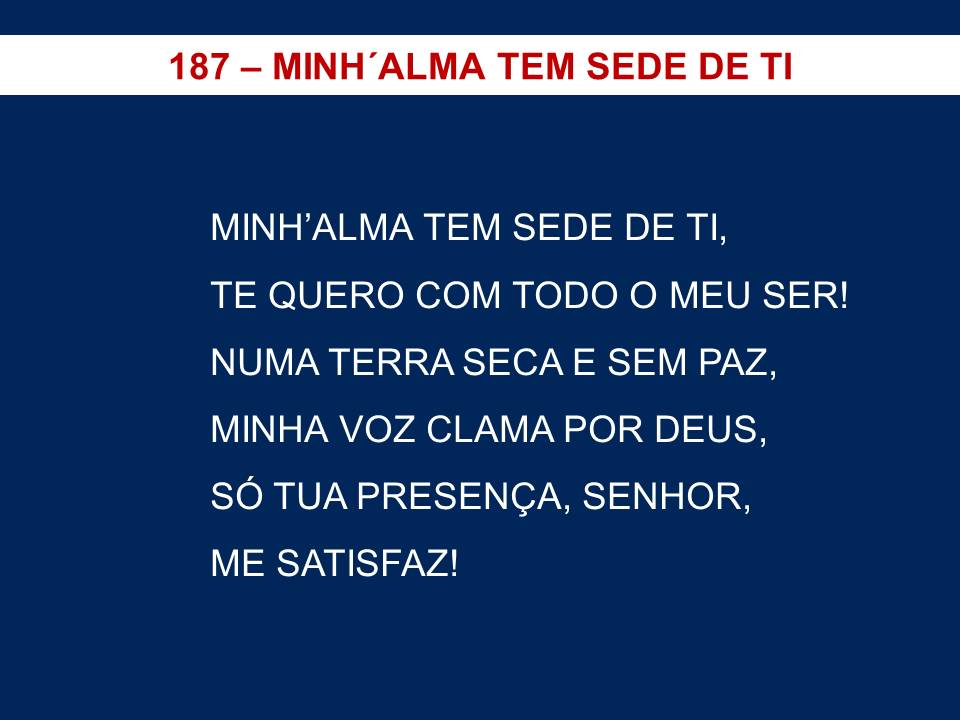 187 – MINH´ALMA TEM SEDE DE TI
MINH’ALMA TEM SEDE DE TI,
TE QUERO COM TODO O MEU SER!
NUMA TERRA SECA E SEM PAZ,
MINHA VOZ CLAMA POR DEUS,
SÓ TUA PRESENÇA, SENHOR,
ME SATISFAZ!